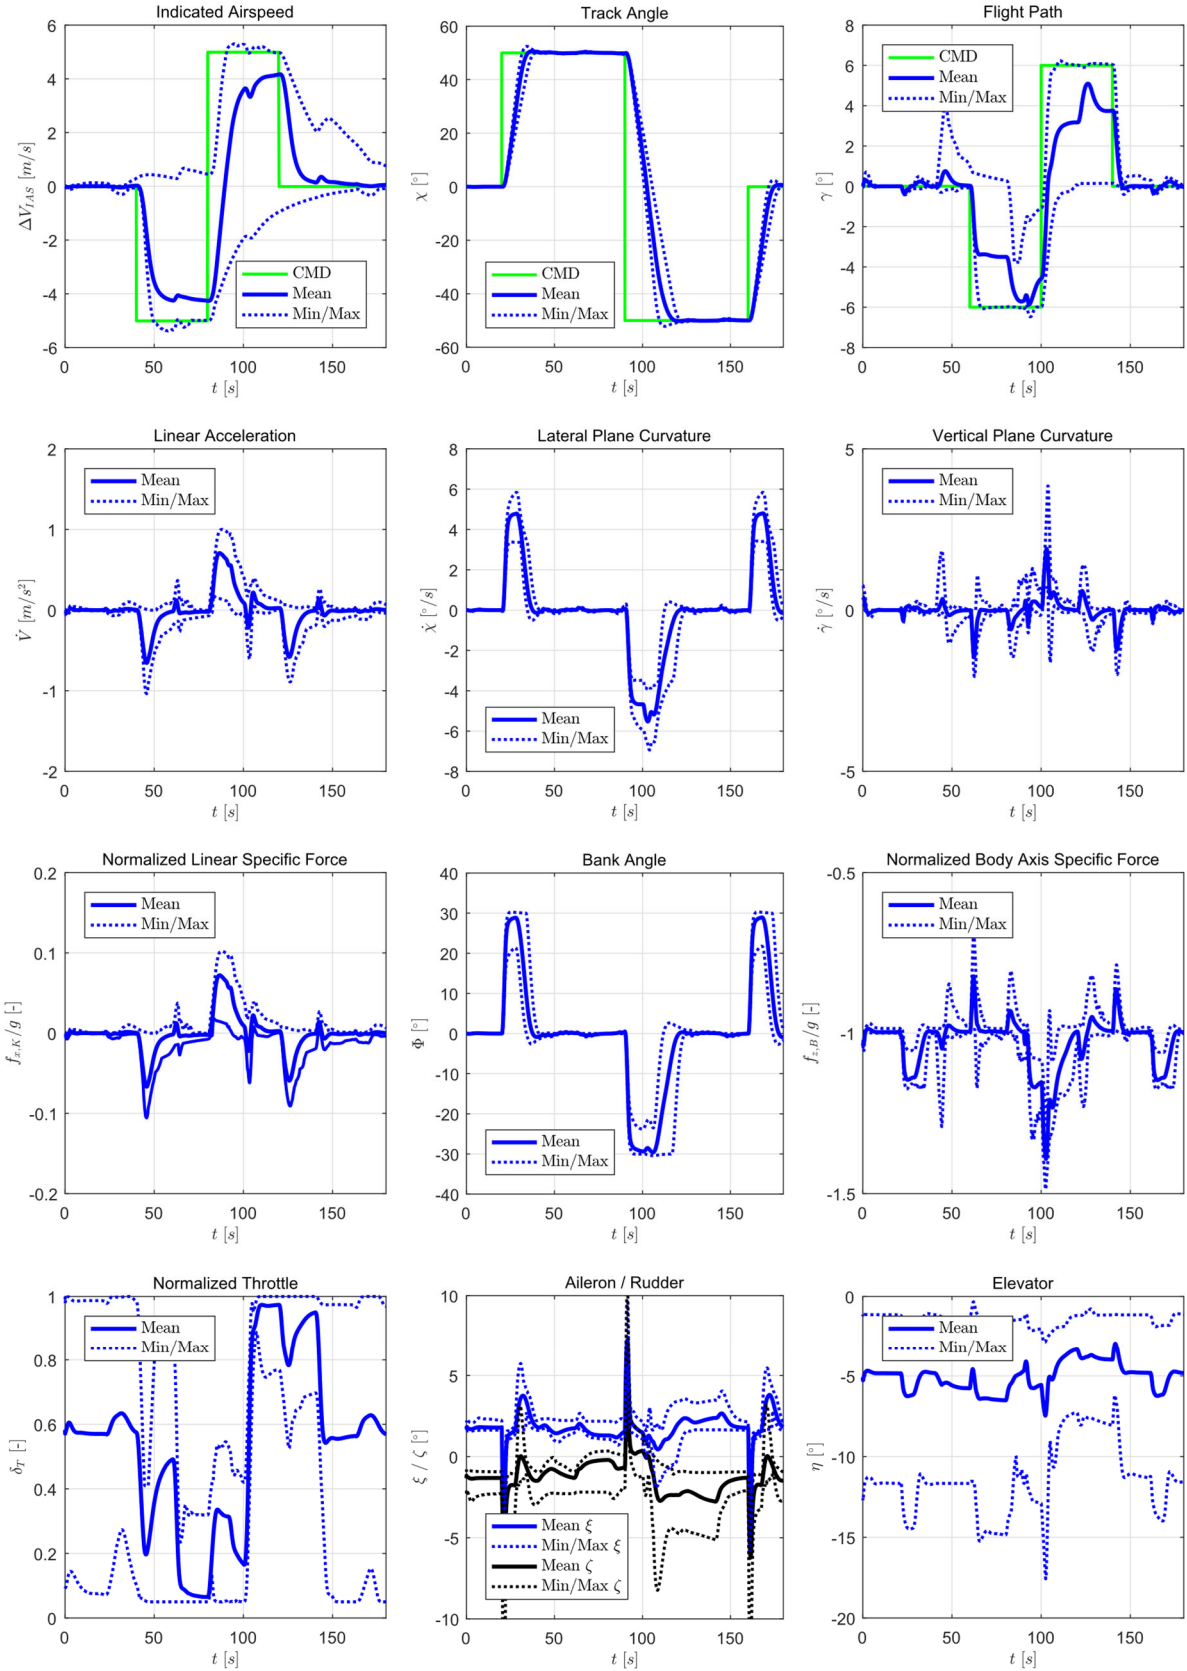 Indicated Airspeed
6
4
2
0
-2
-4
-6
ΔV_IAS [m/s]
CMD
Mean
Min/Max
0 50 100 150
t [s]
Track Angle
60
40
20
0
-20
-40
-60
χ [°]
CMD
Mean
Min/Max
0 50 100 150
t [s]
Flight Path
8
6
4
2
0
-2
-4
-6
-8
γ [°]
CMD
Mean
Min/Max
0 50 100 150
t [s]
Linear Acceleration
2
1
0
-1
-2
V̇ [m/s²]
Mean
Min/Max
0 50 100 150
t [s]
Lateral Plane Curvature
8
6
4
2
0
-2
-4
-6
-8
χ̇ [°/s]
Mean
Min/Max
0 50 100 150
t [s]
Vertical Plane Curvature
5
0
-5
γ̇ [°/s]
Mean
Min/Max
0 50 100 150
t [s]
Normalized Linear Specific Force
0.2
0.1
0
-0.1
-0.2
f_x,K/g [-]
Mean
Min/Max
0 50 100 150
t [s]
Bank Angle
40
30
20
10
0
-10
-20
-30
-40
Φ [°]
Mean
Min/Max
0 50 100 150
t [s]
Normalized Body Axis Specific Force
-0.5
-1
-1.5
f_z,B/g [-]
Mean
Min/Max
0 50 100 150
t [s]
Normalized Throttle
1
0.8
0.6
0.4
0.2
0
δ_T [-]
Mean
Min/Max
0 50 100 150
t [s]
Aileron / Rudder
10
5
0
-5
-10
ξ / ζ [°]
Mean ξ
Min/Max ξ
Mean ζ
Min/Max ζ
0 50 100 150
t [s]
Elevator
0
-5
-10
-15
-20
η [°]
Mean
Min/Max
0 50 100 150
t [s]